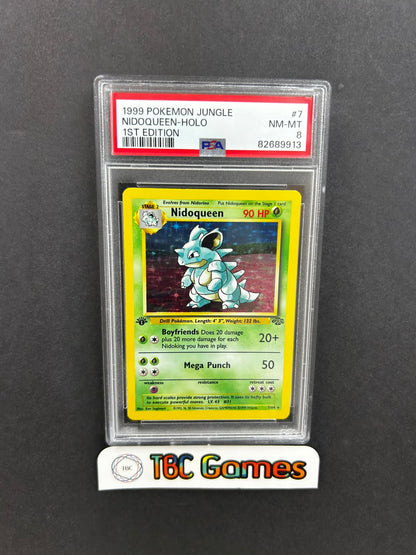 1999 POKEMON JUNGLE #7
NIDOQUEEN-HOLO NM-MT
1ST EDITION 8
PSA 82689913
STAGE 2
Evolves from Nidorina Put Nidoqueen on the Stage 1 card
Nidoqueen 90 HP
Drill Pokémon. Length: 4' 3", Weight: 132 lbs.
Boyfriends Does 20 damage
plus 20 more damage for each
Nidoking you have in play.
20+
Mega Punch 50
weakness resistance retreat cost
Its hard scales provide strong protection. It uses its hefty bulk
to execute powerful moves. LV. 43 #31
TBC
TBC Games